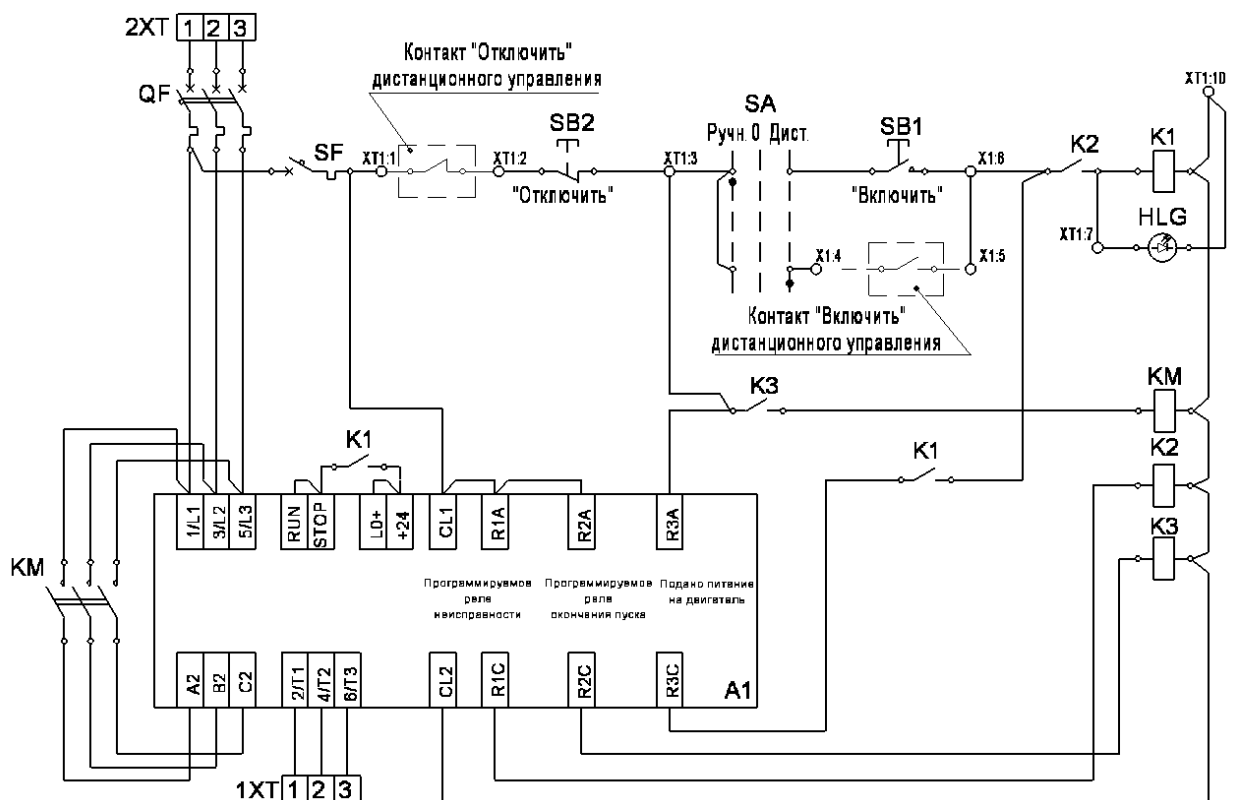 2XT 1 2 3
QF
SF
Контакт "Отключить"
дистанционного управления
XT1:1
XT1:2
SB2
"Отключить"
XT1:3
SA
Ручн. 0 Дист.
SB1
"Включить"
X1:6
K2
K1
XT1:10
HLG
XT1:7
X1:4
X1:5
Контакт "Включить"
дистанционного управления
K3
KM
K1
K1
K2
K3
KM
1/L1
3/L2
5/L3
RUN
STOP
L0+
+24
CL1
R1A
R2A
R3A
Программируемое
реле
неисправности
Программируемое
реле
окончания пуска
Подано питание
на двигатель
A2
B2
C2
2/T1
4/T2
6/T3
CL2
R1C
R2C
R3C
A1
1XT 1 2 3